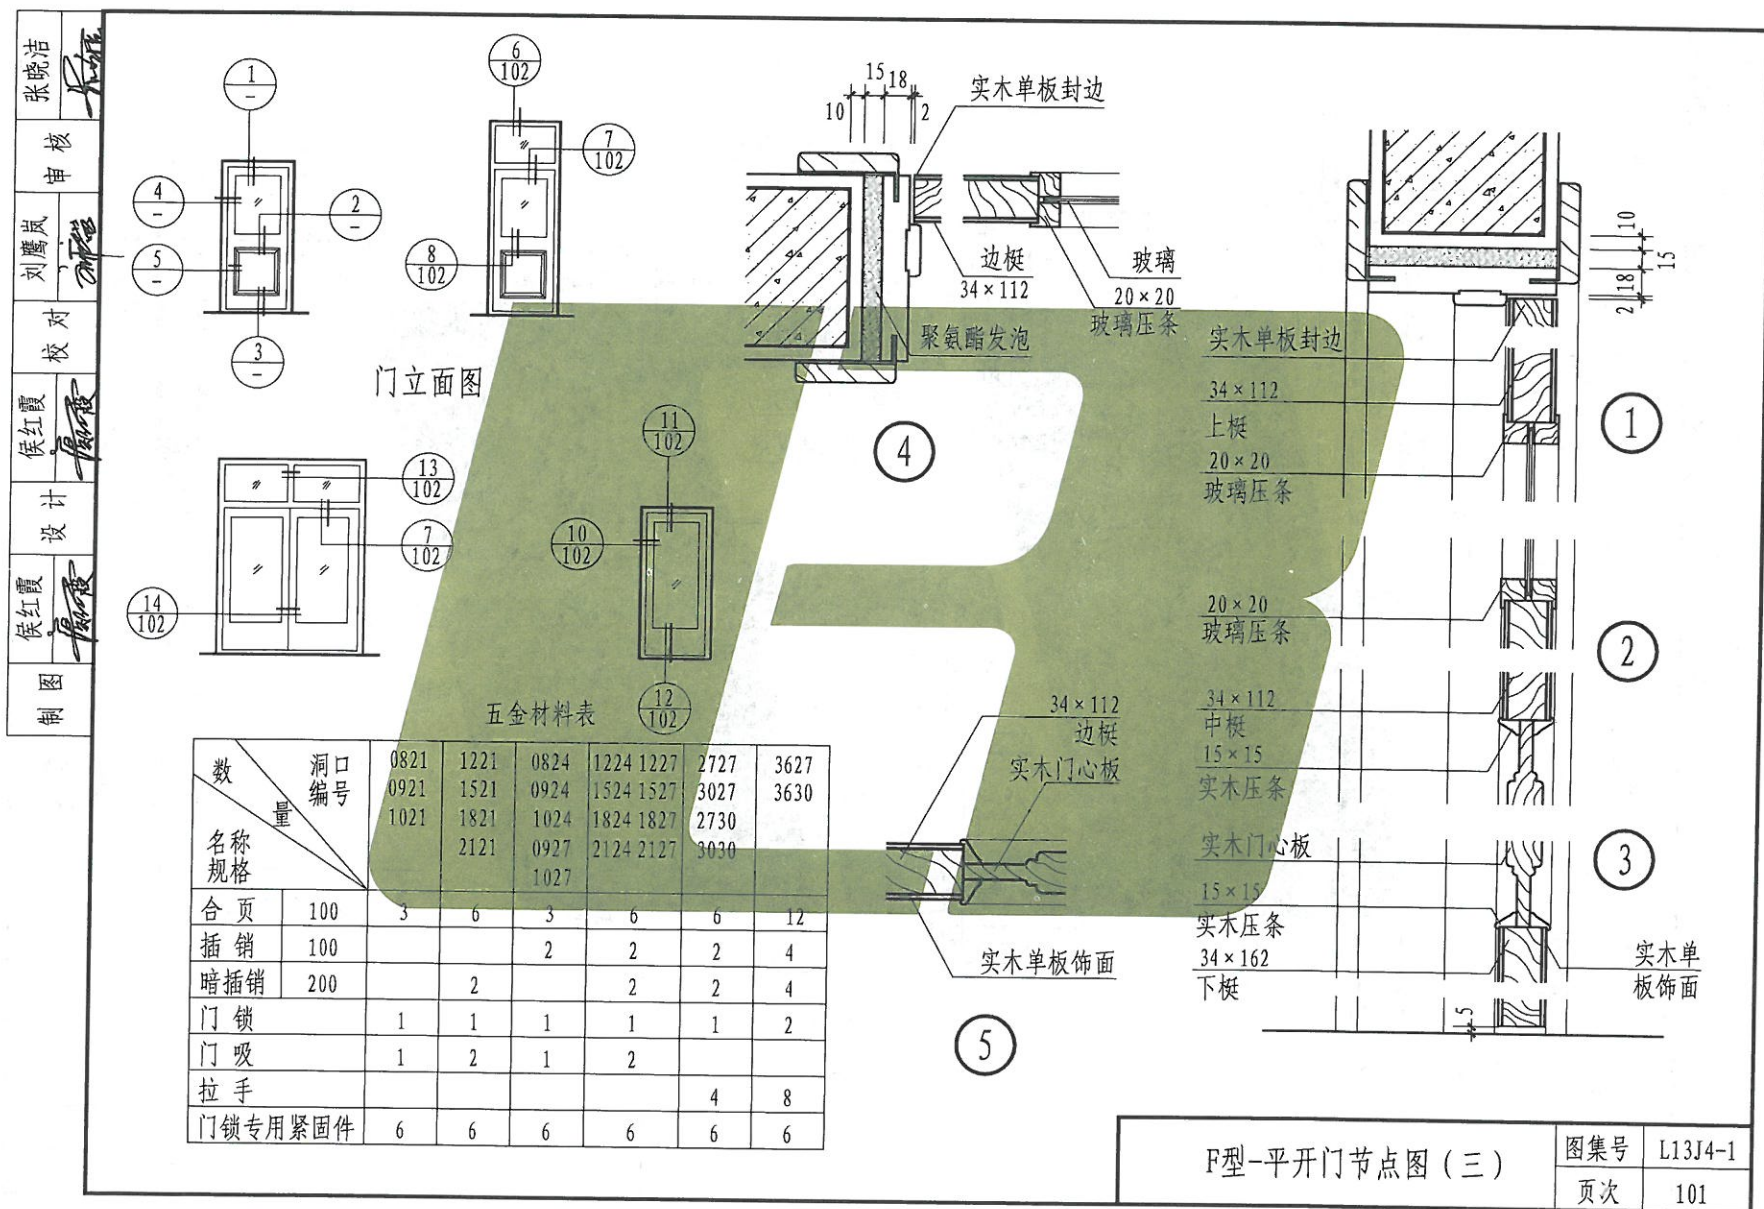 张晓洁
审核
刘鹰岚
校对
侯红霞
设计
侯红霞
制图
1
-
4
-
2
-
5
-
3
-
6
102
7
102
8
102
门立面图
13
102
7
102
14
102
11
102
10
102
12
102
15 18
10 2
实木单板封边
边梃
34×112
玻璃
20×20
玻璃压条
聚氨酯发泡
4
10
15
18
2
实木单板封边
34×112
上梃
20×20
玻璃压条
1
20×20
玻璃压条
2
34×112
中梃
15×15
实木压条
实木门心板
3
15×15
实木压条
34×162
下梃
实木单
板饰面
5
34×112
边梃
实木门心板
实木单板饰面
5
五金材料表
数量 洞口编号 名称规格 0821 0921 1021 1221 1521 1821 2121 0824 0924 1024 0927 1027 1224 1227 1524 1527 1824 1827 2124 2127 2727 3027 2730 3030 3627 3630
合页 100 3 6 3 6 6 12
插销 100 2 2 2 4
暗插销 200 2 2 2 4
门锁 1 1 1 1 1 2
门吸 1 2 1 2
拉手 4 8
门锁专用紧固件 6 6 6 6 6 6
F型-平开门节点图（三）
图集号 L13J4-1
页次 101